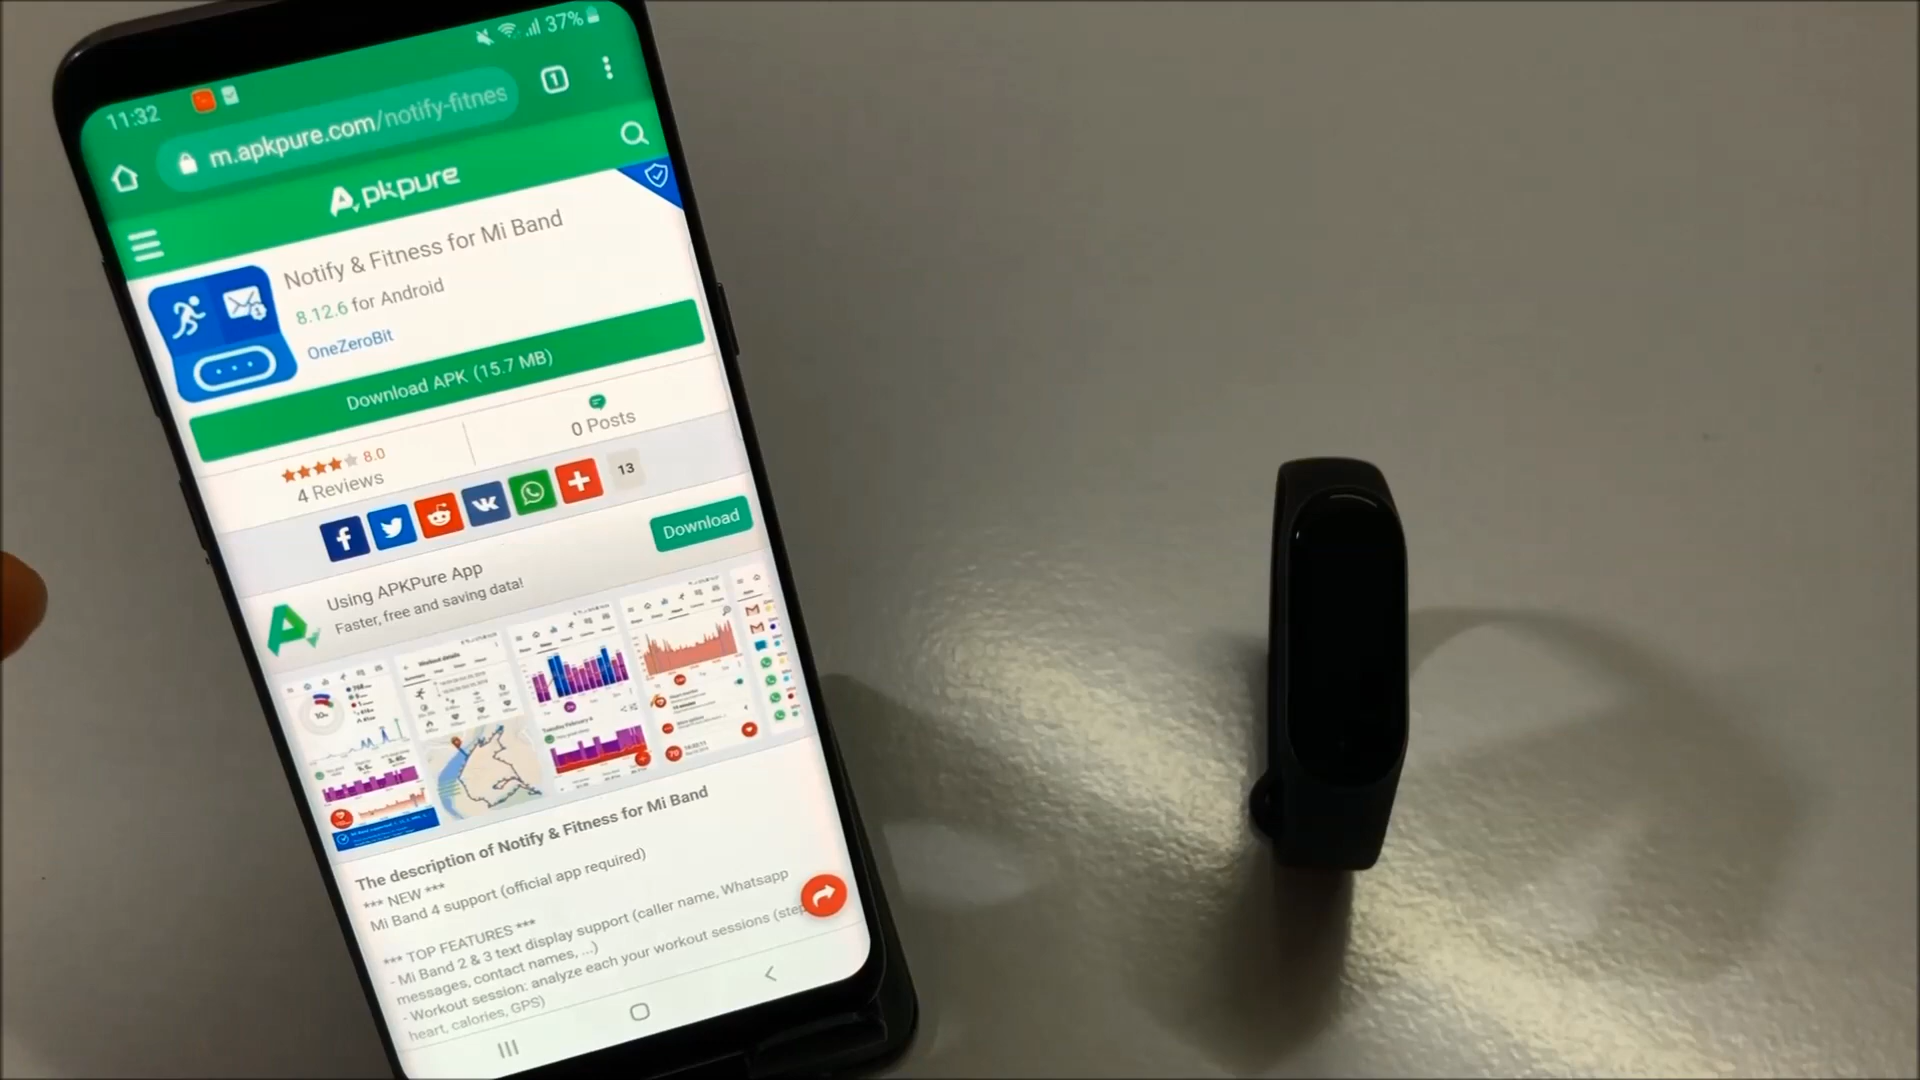 11:32
37%
m.apkpure.com/notify-fitnes
1
Apkpure
Notify & Fitness for Mi Band
8.12.6 for Android
OneZeroBit
Download APK (15.7 MB)
8.0
4 Reviews
0 Posts
13
Using APKPure App
Faster, free and saving data!
Download
Workout details
The description of Notify & Fitness for Mi Band
*** NEW ***
Mi Band 4 support (official app required)
*** TOP FEATURES ***
- Mi Band 2 & 3 text display support (caller name, Whatsapp
messages, contact names, ...)
- Workout session: analyze each your workout sessions (step
heart, calories, GPS)